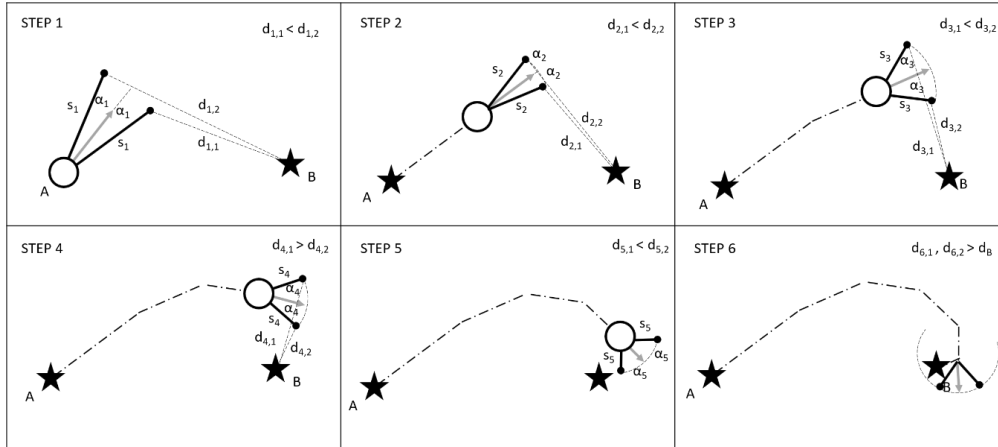 STEP 1
d1,1 < d1,2
s1
α1
α1
s1
d1,2
d1,1
A
B
STEP 2
d2,1 < d2,2
s2
α2
α2
s2
d2,2
d2,1
A
B
STEP 3
d3,1 < d3,2
s3
α3
α3
s3
d3,2
d3,1
A
B
STEP 4
d4,1 > d4,2
s4
α4
α4
s4
d4,1
d4,2
A
B
STEP 5
d5,1 < d5,2
s5
s5
α5
α5
A
STEP 6
d6,1 , d6,2 > dB
A
B